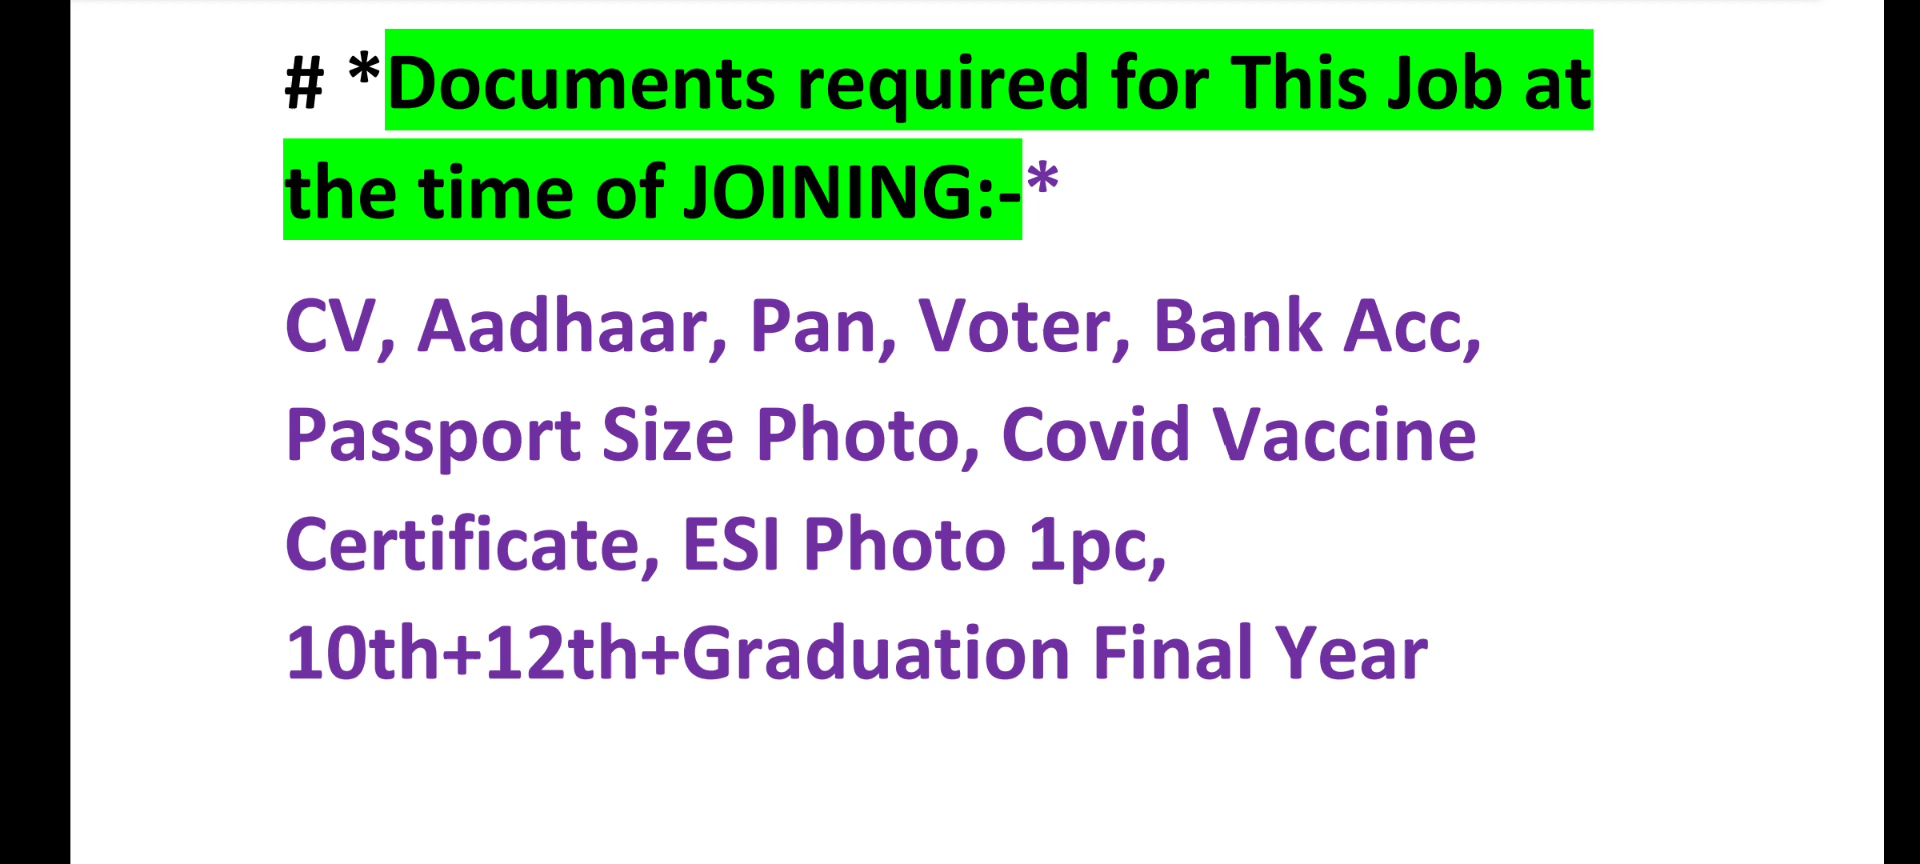 # *Documents required for This Job at
the time of JOINING:-*
CV, Aadhaar, Pan, Voter, Bank Acc,
Passport Size Photo, Covid Vaccine
Certificate, ESI Photo 1pc,
10th+12th+Graduation Final Year